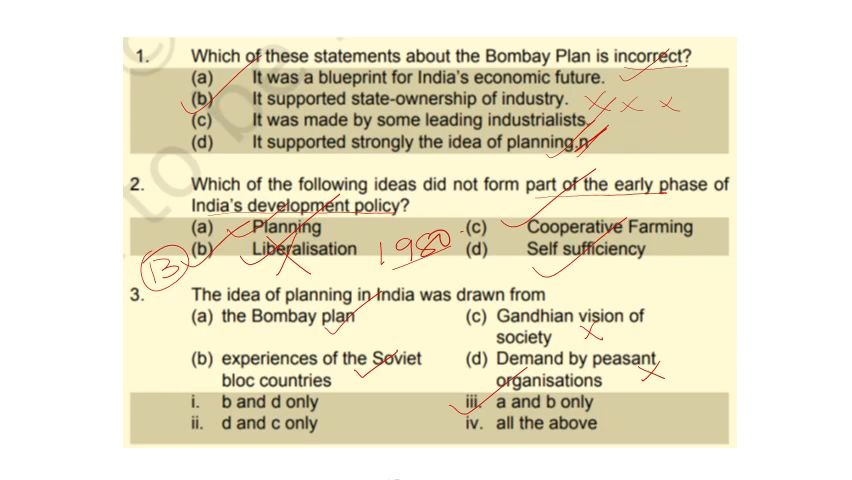 1. Which of these statements about the Bombay Plan is incorrect?
(a) It was a blueprint for India's economic future.
(b) It supported state-ownership of industry.
(c) It was made by some leading industrialists.
(d) It supported strongly the idea of planning.n
2. Which of the following ideas did not form part of the early phase of
India's development policy?
(a) Planning (c) Cooperative Farming
(b) Liberalisation 1980 (d) Self sufficiency
13
3. The idea of planning in India was drawn from
(a) the Bombay plan (c) Gandhian vision of
society
(b) experiences of the Soviet (d) Demand by peasant
bloc countries organisations
i. b and d only iii. a and b only
ii. d and c only iv. all the above
to be